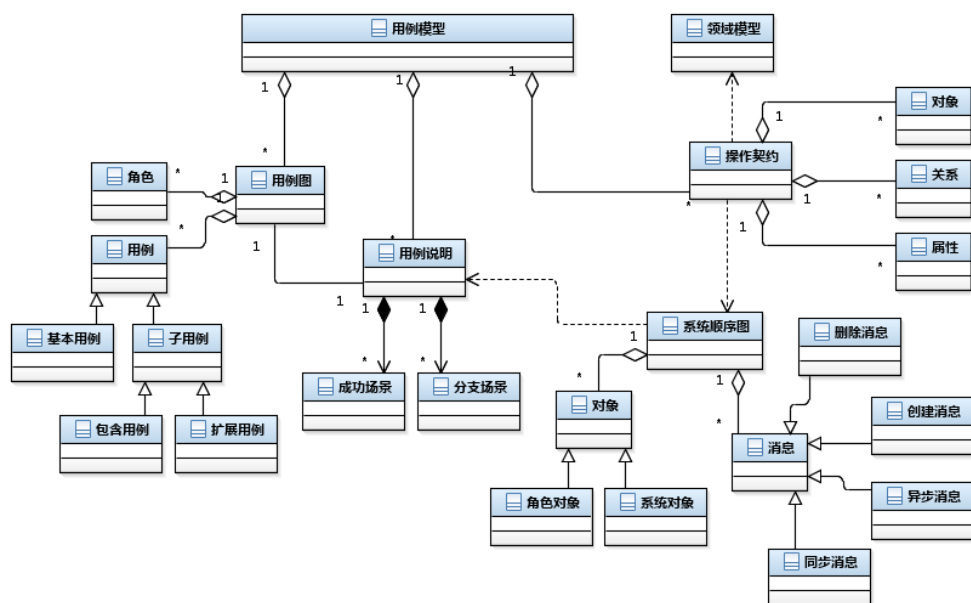 用例模型
领域模型
1
1
1
*
对象
1
*
操作契约
角色
*
1
用例图
1
关系
1
*
*
*
用例
1
*
用例说明
1
属性
*
1
1
1
基本用例
子用例
系统顺序图
删除消息
1
*
*
成功场景
分支场景
*
1
对象
*
创建消息
包含用例
扩展用例
消息
角色对象
系统对象
异步消息
同步消息